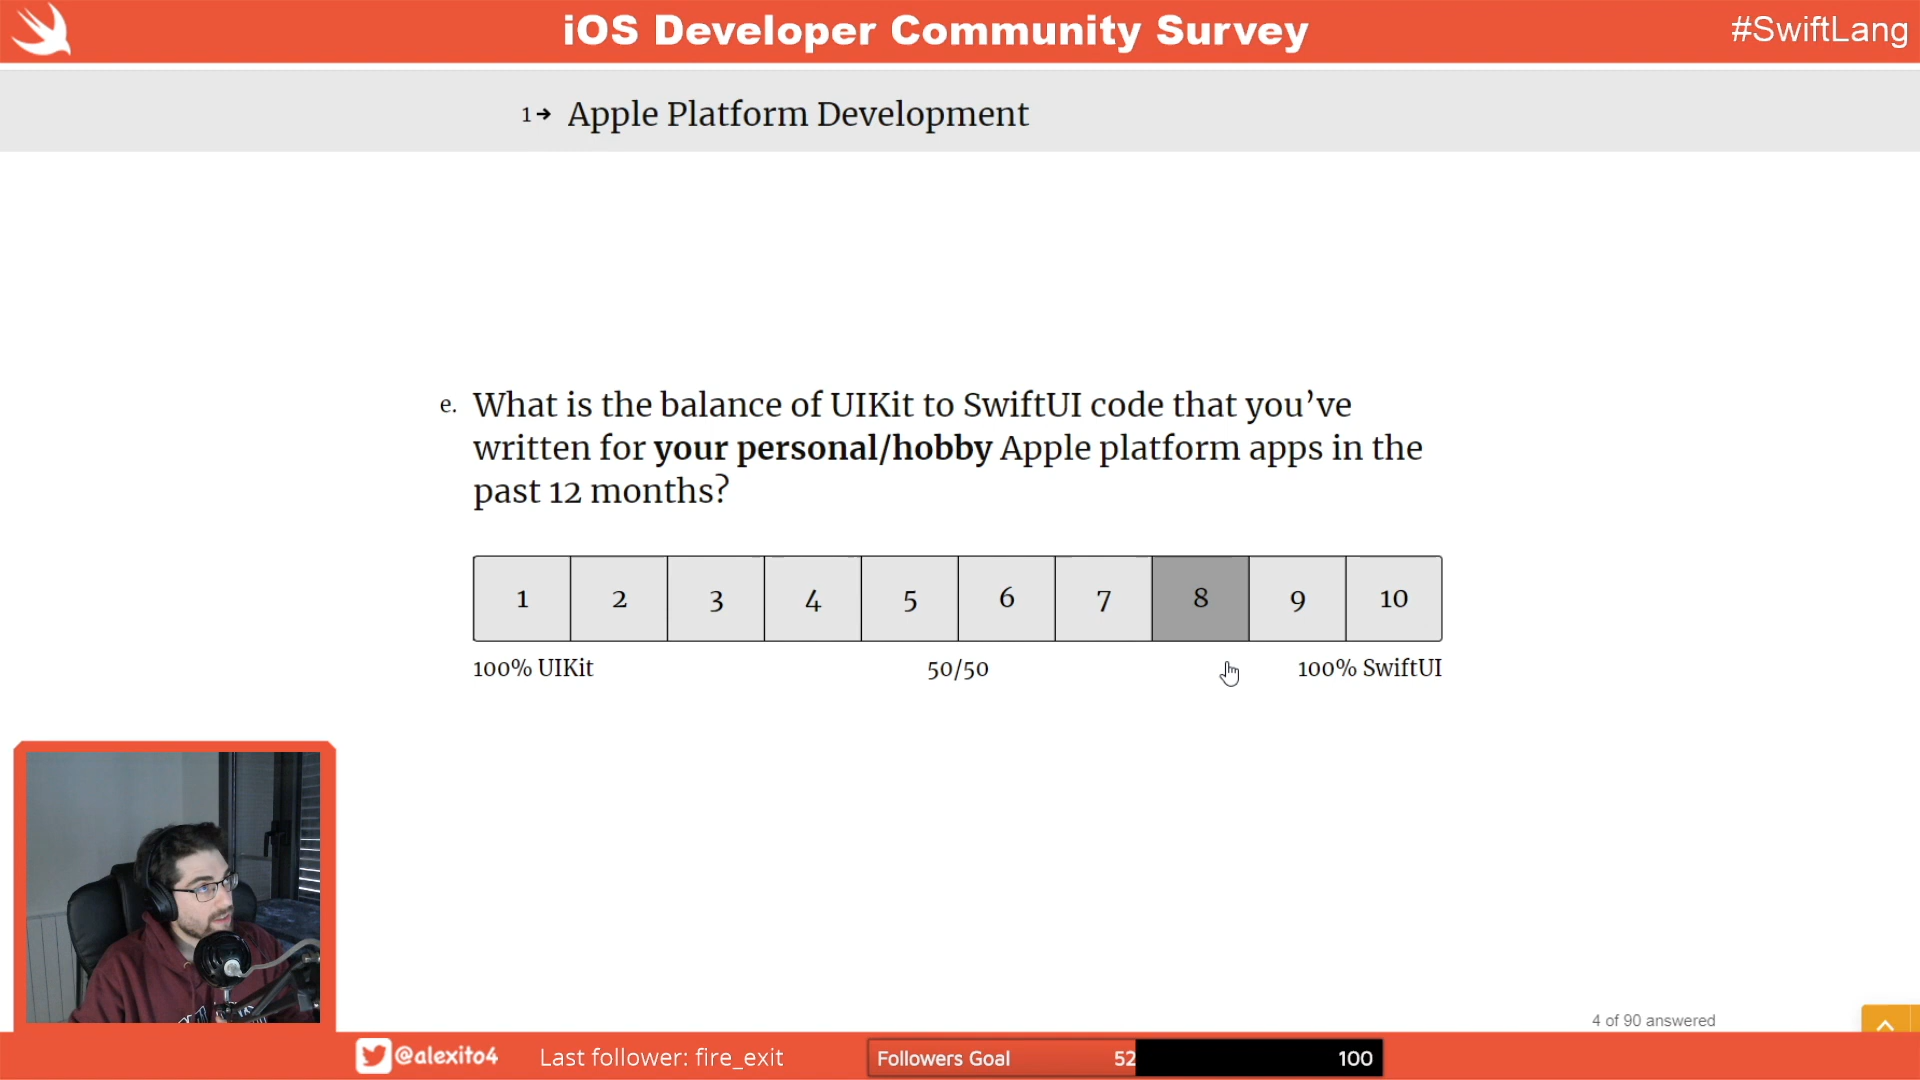 iOS Developer Community Survey
#SwiftLang
1→ Apple Platform Development
e. What is the balance of UIKit to SwiftUI code that you’ve
written for your personal/hobby Apple platform apps in the
past 12 months?
1 2 3 4 5 6 7 8 9 10
100% UIKit 50/50 100% SwiftUI
4 of 90 answered
@alexito4 Last follower: fire_exit Followers Goal 52 100